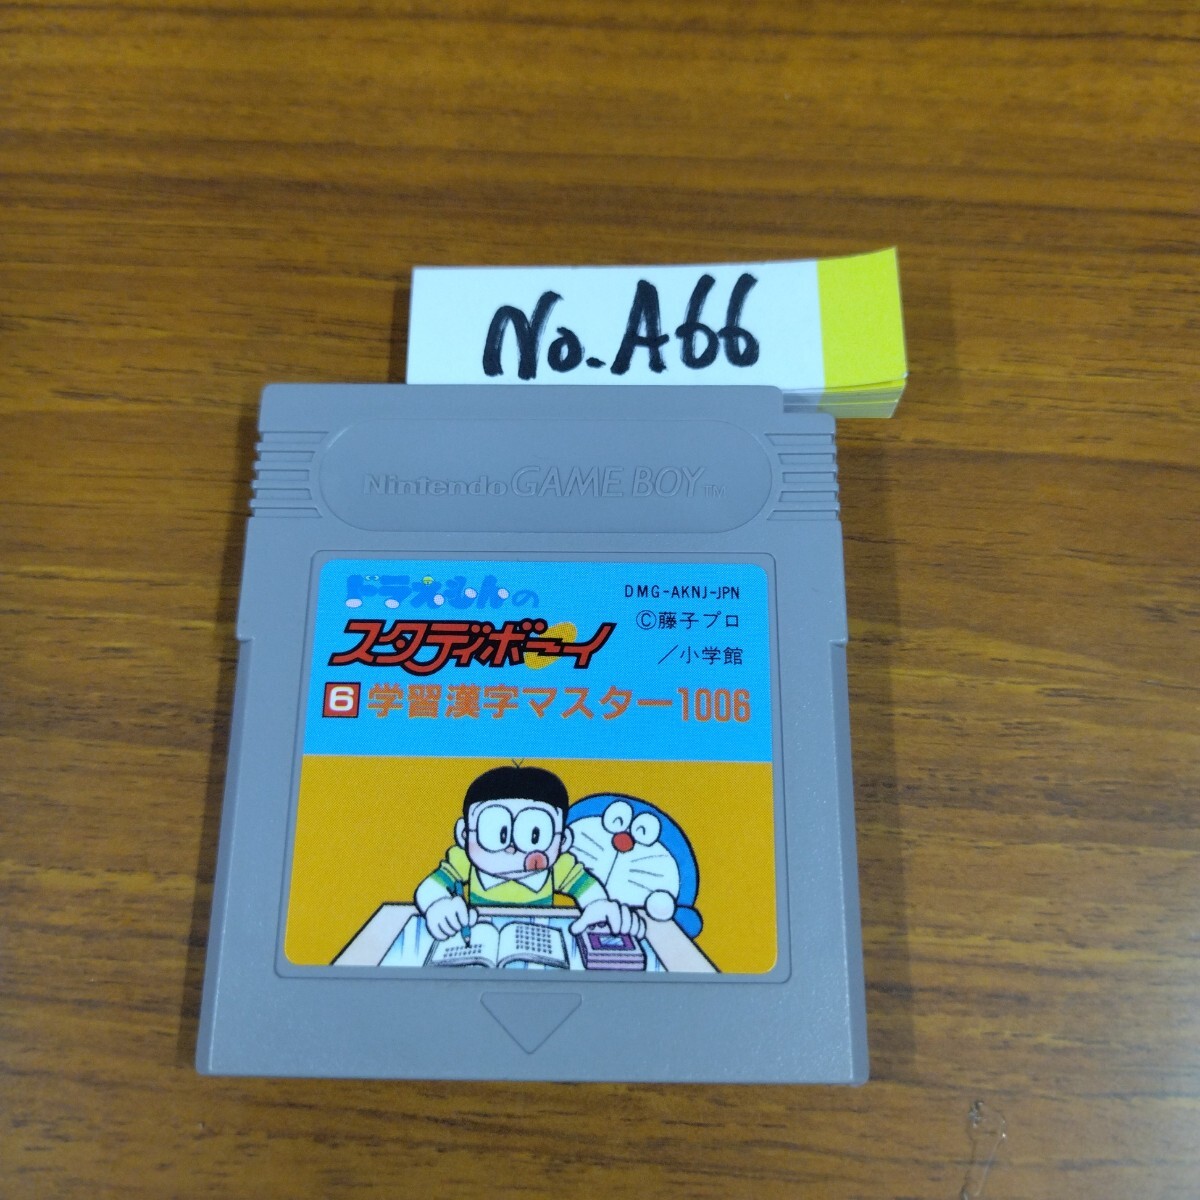 No.A66
Nintendo GAME BOY™
ドラえもんの
スタディボーイ
6 学習漢字マスター1006
DMG-AKNJ-JPN
©藤子プロ
／小学館